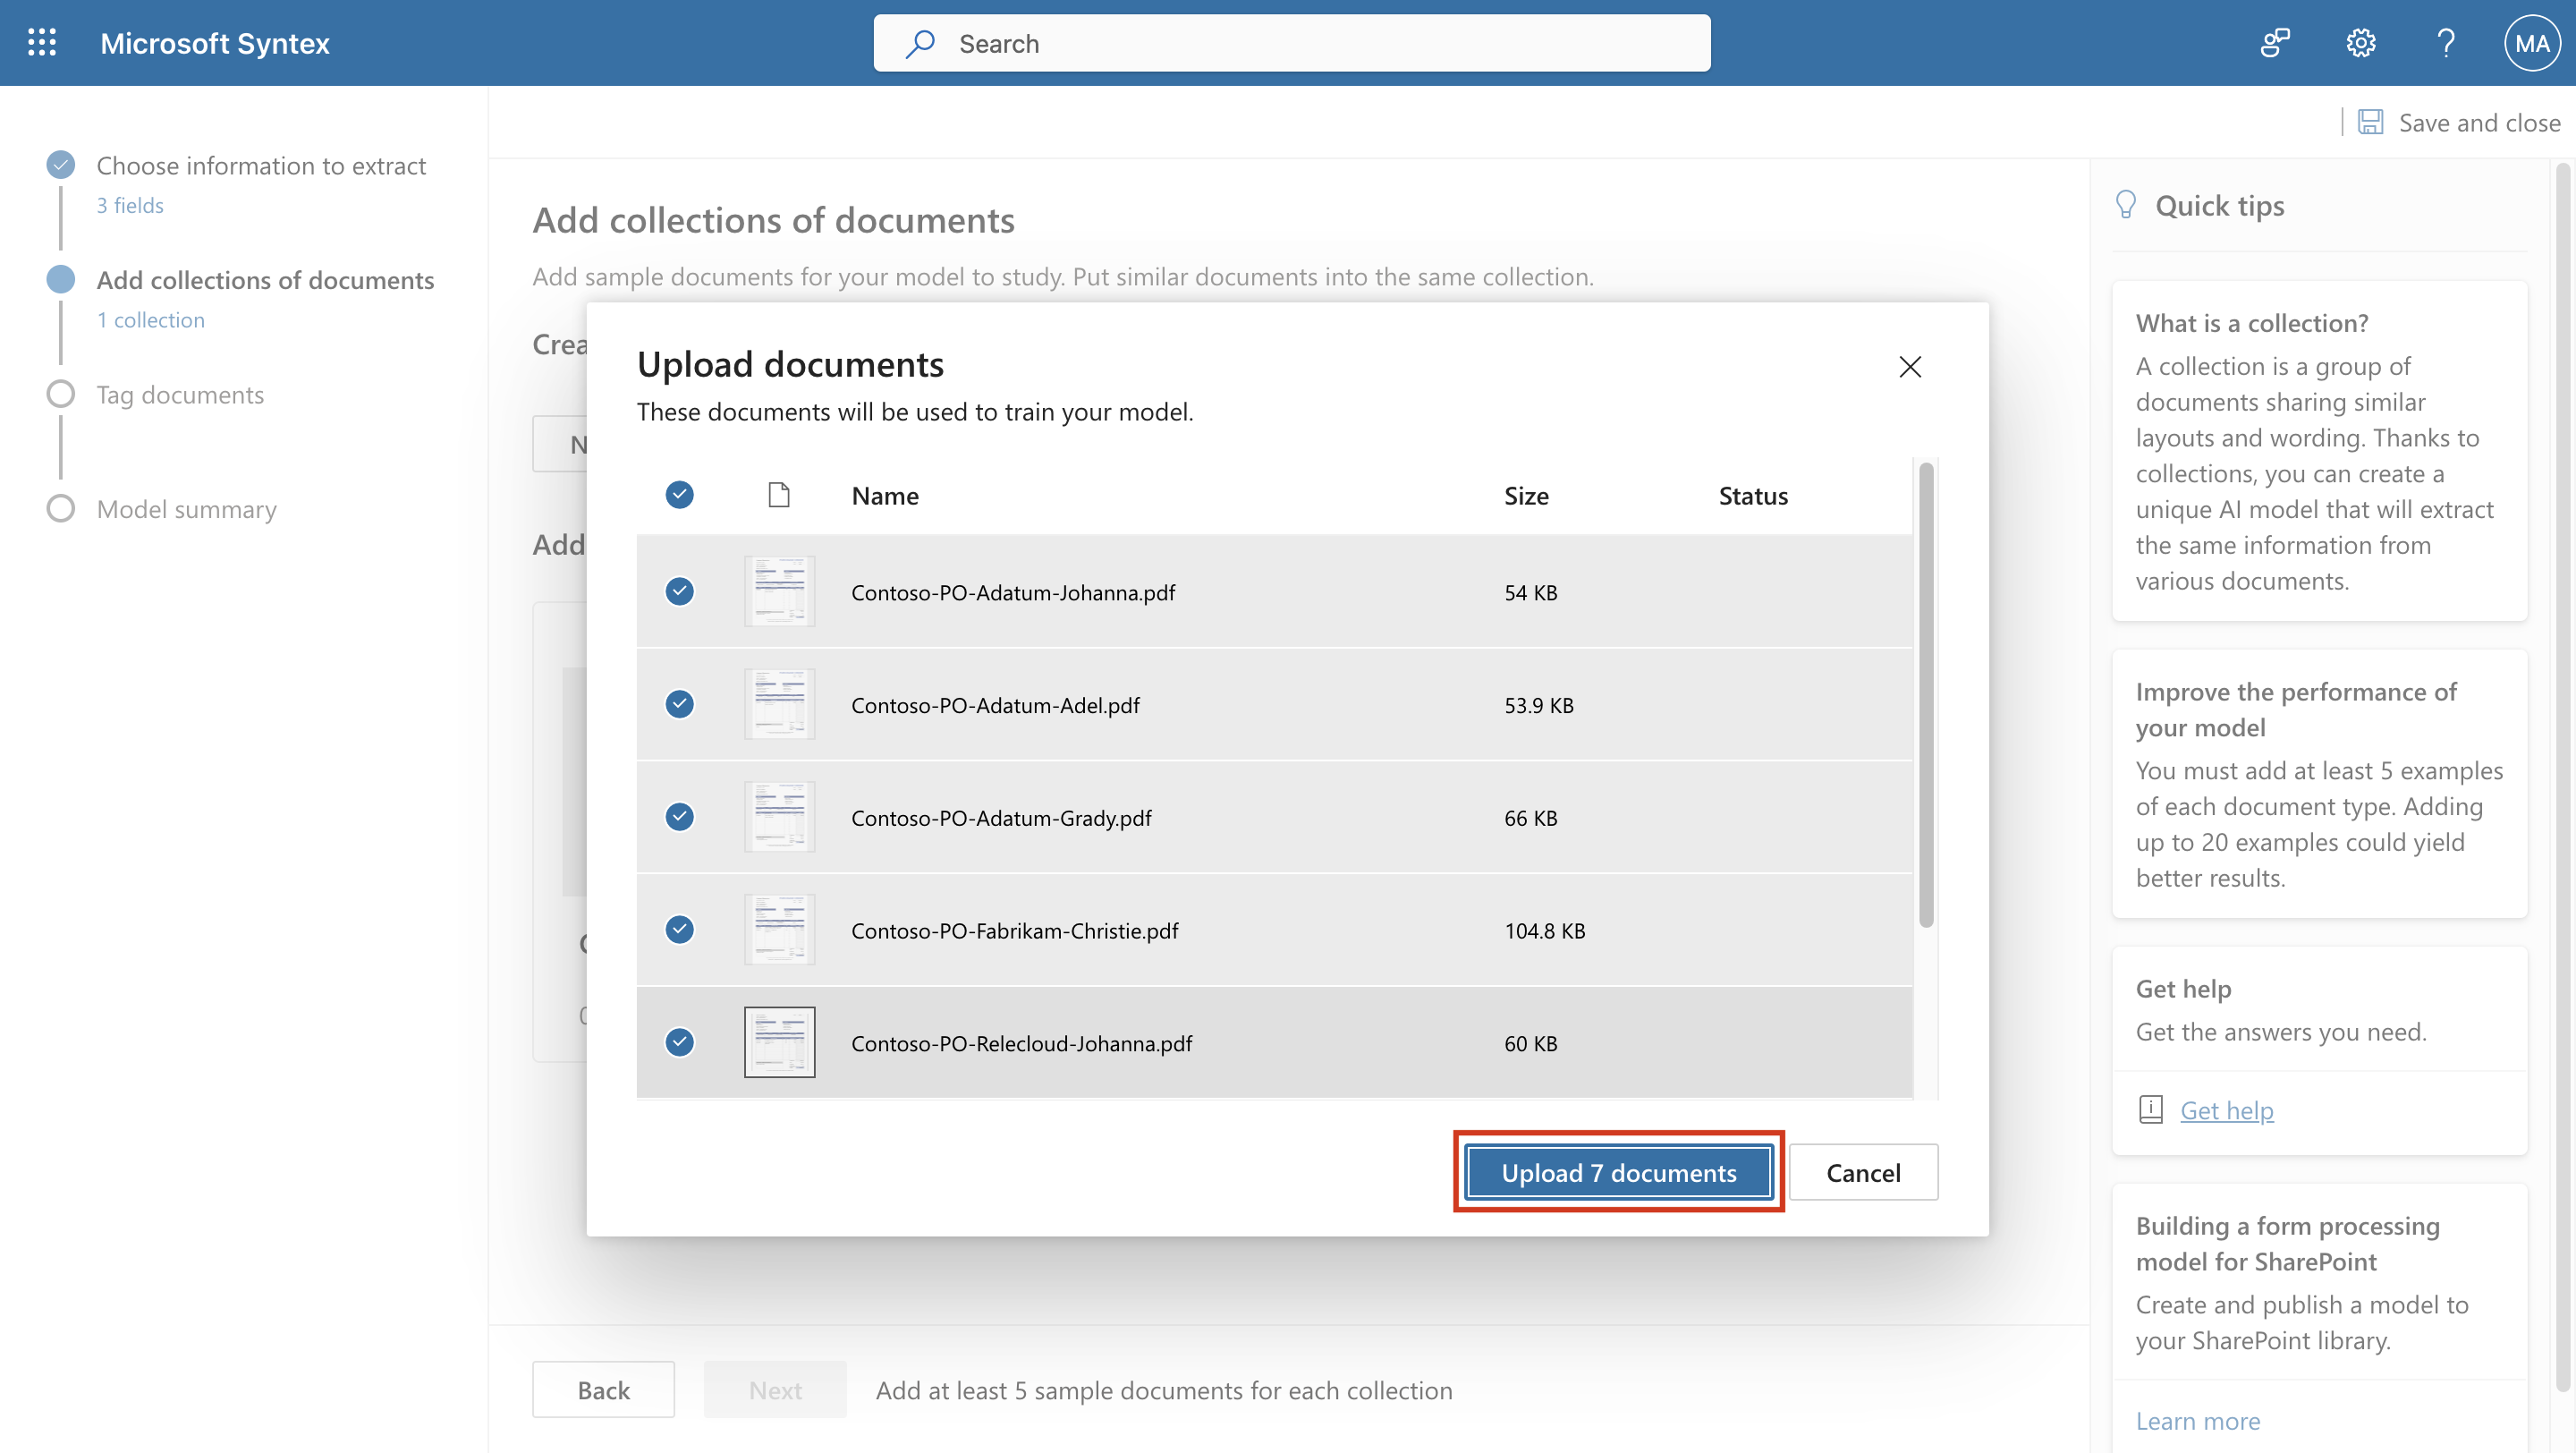 Microsoft Syntex
Search
MA
Save and close
Choose information to extract
3 fields
Add collections of documents
1 collection
Tag documents
Model summary
Add collections of documents
Add sample documents for your model to study. Put similar documents into the same collection.
Crea
N
Add
Upload documents
These documents will be used to train your model.
Name Size Status
Contoso-PO-Adatum-Johanna.pdf 54 KB
Contoso-PO-Adatum-Adel.pdf 53.9 KB
Contoso-PO-Adatum-Grady.pdf 66 KB
Contoso-PO-Fabrikam-Christie.pdf 104.8 KB
Contoso-PO-Relecloud-Johanna.pdf 60 KB
Upload 7 documents
Cancel
Back
Next
Add at least 5 sample documents for each collection
Quick tips
What is a collection?
A collection is a group of
documents sharing similar
layouts and wording. Thanks to
collections, you can create a
unique AI model that will extract
the same information from
various documents.
Improve the performance of
your model
You must add at least 5 examples
of each document type. Adding
up to 20 examples could yield
better results.
Get help
Get the answers you need.
Get help
Building a form processing
model for SharePoint
Create and publish a model to
your SharePoint library.
Learn more